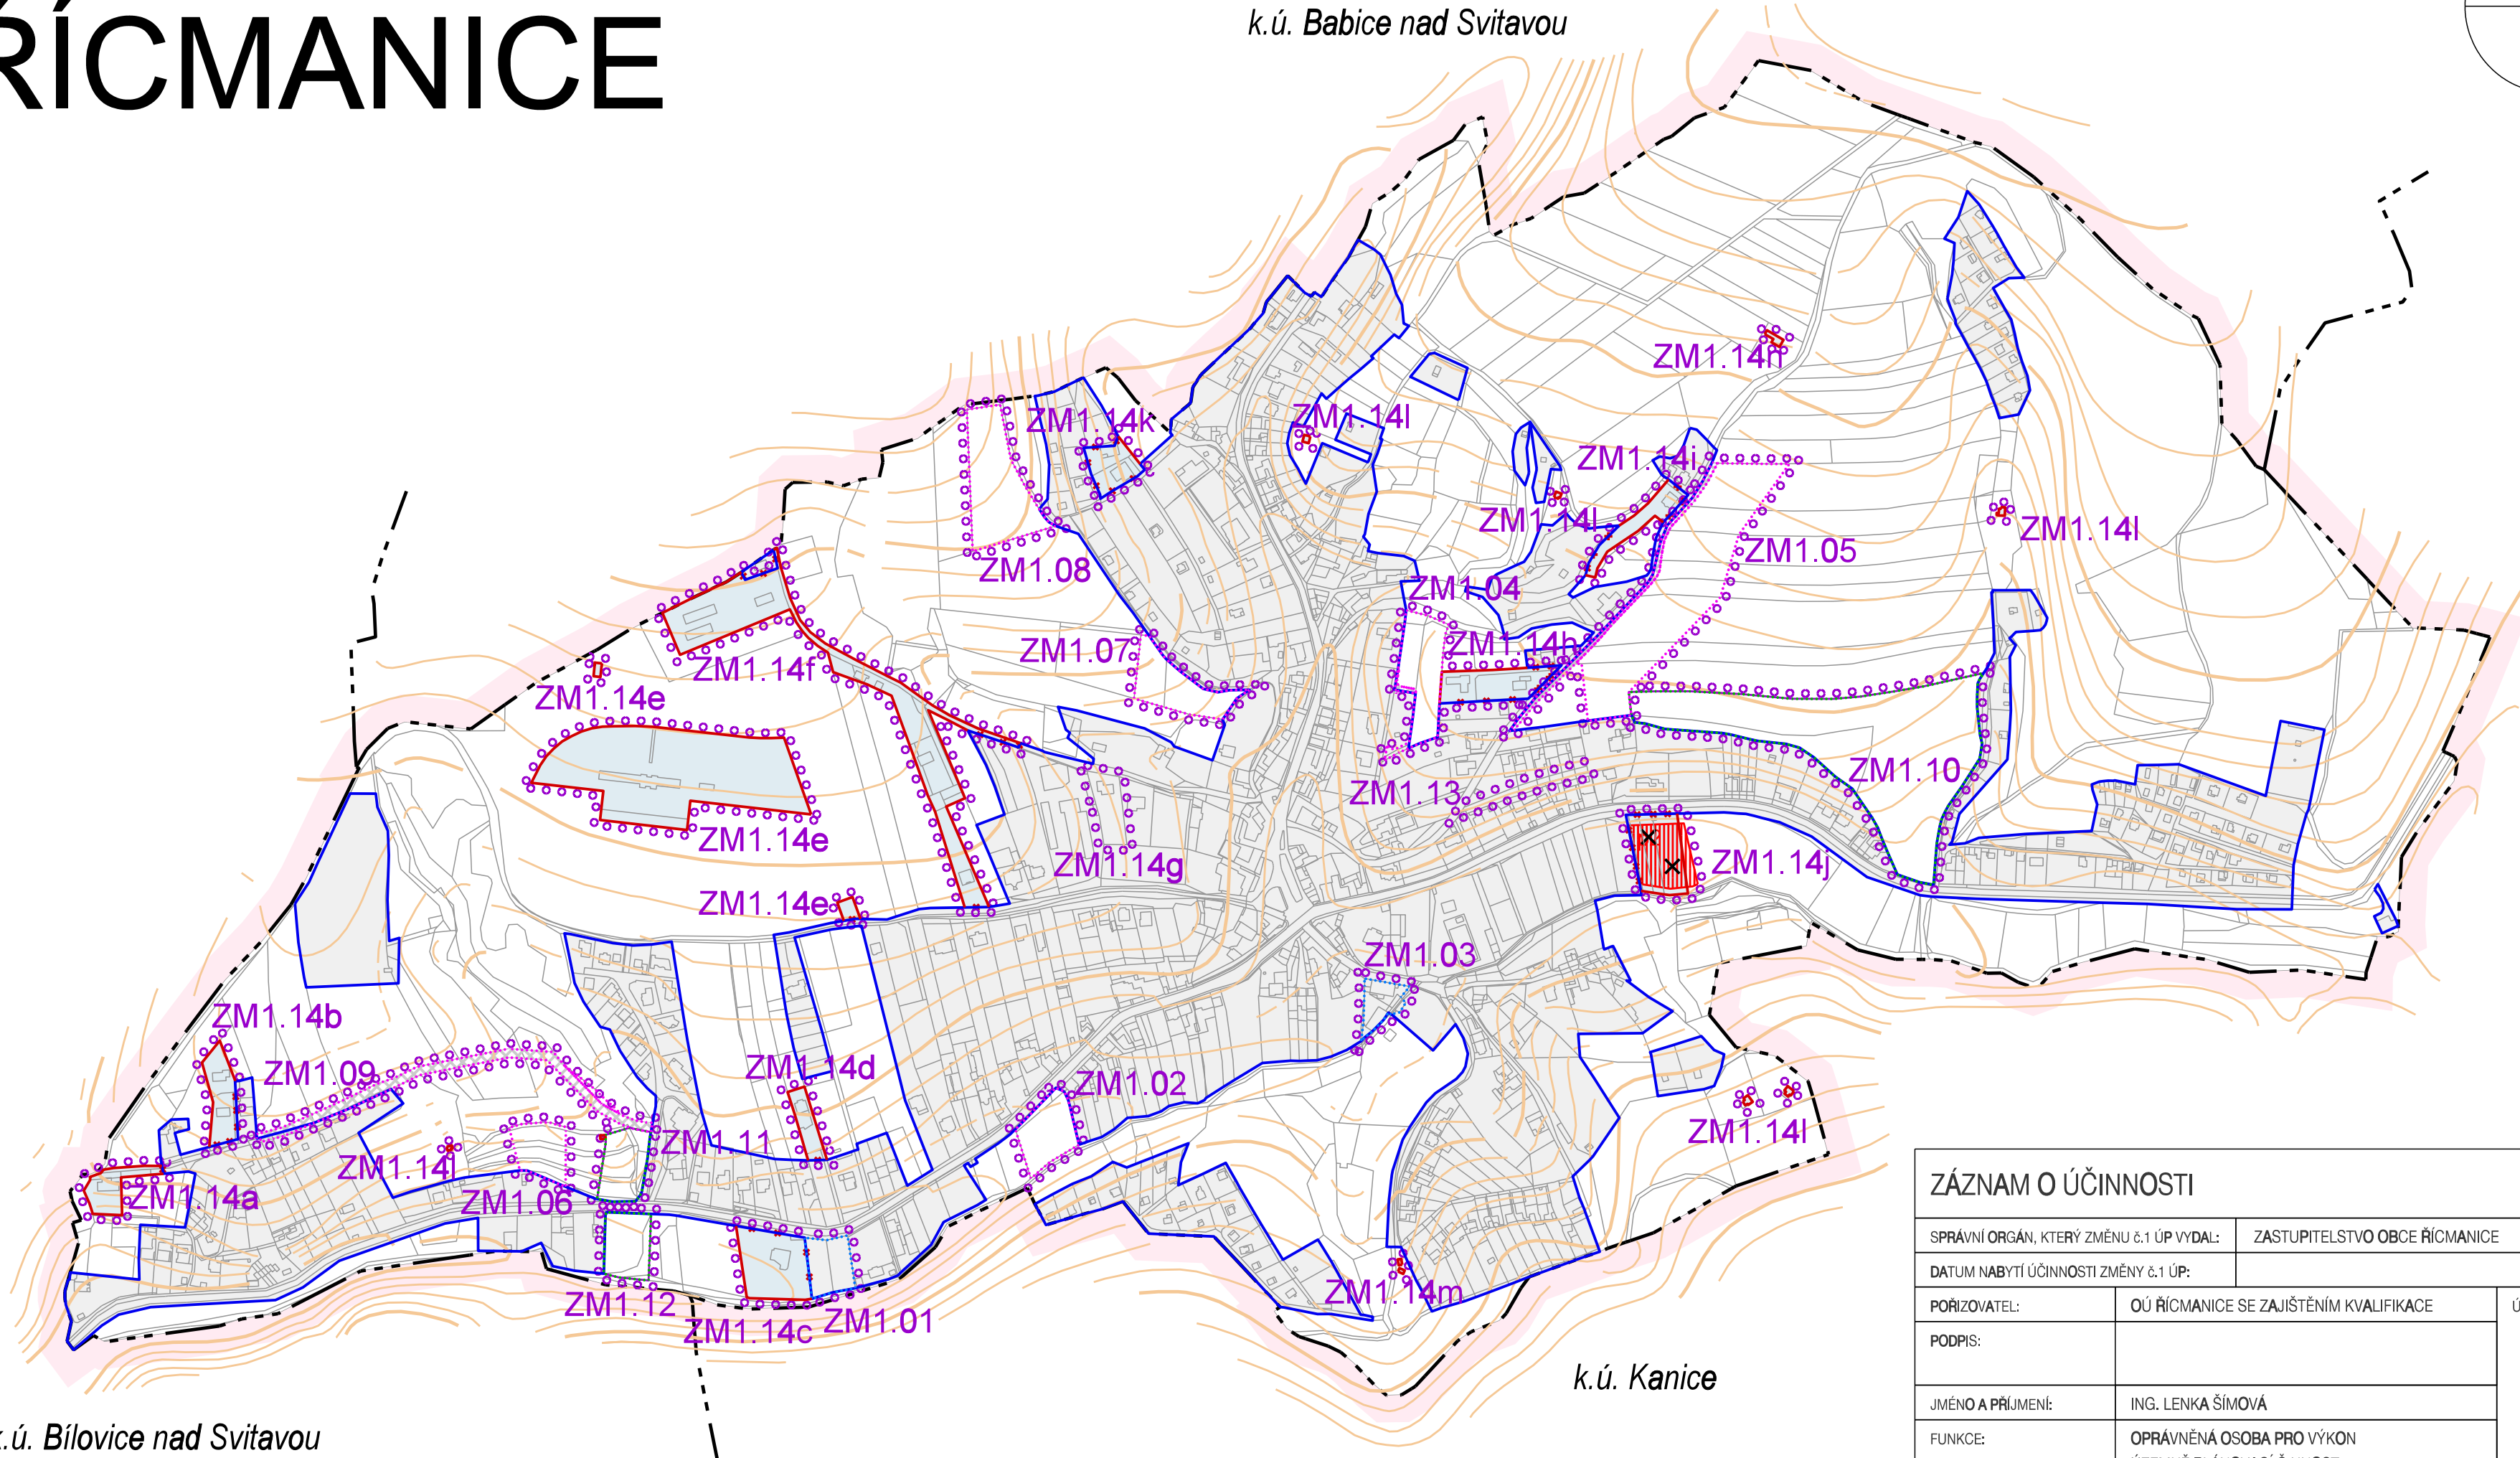 ŘÍCMANICE
k.ú. Babice nad Svitavou
ZM1.14n
ZM1.14k
ZM1.14l
ZM1.14i
ZM1.14l
ZM1.14l
ZM1.05
ZM1.08
ZM1.04
ZM1.07
ZM1.14h
ZM1.14f
ZM1.14e
ZM1.10
ZM1.13
ZM1.14e
ZM1.14g
ZM1.14j
ZM1.14e
ZM1.03
ZM1.14b
ZM1.09
ZM1.14d
ZM1.02
ZM1.11
ZM1.14l
ZM1.14l
ZM1.14a
ZM1.06
ZM1.12
ZM1.14c
ZM1.01
ZM1.14m
k.ú. Kanice
k.ú. Bílovice nad Svitavou
ZÁZNAM O ÚČINNOSTI
SPRÁVNÍ ORGÁN, KTERÝ ZMĚNU č.1 ÚP VYDAL: ZASTUPITELSTVO OBCE ŘÍCMANICE
DATUM NABYTÍ ÚČINNOSTI ZMĚNY č.1 ÚP:
POŘIZOVATEL: OÚ ŘÍCMANICE SE ZAJIŠTĚNÍM KVALIFIKACE
PODPIS:
JMÉNO A PŘÍJMENÍ: ING. LENKA ŠÍMOVÁ
FUNKCE: OPRÁVNĚNÁ OSOBA PRO VÝKON